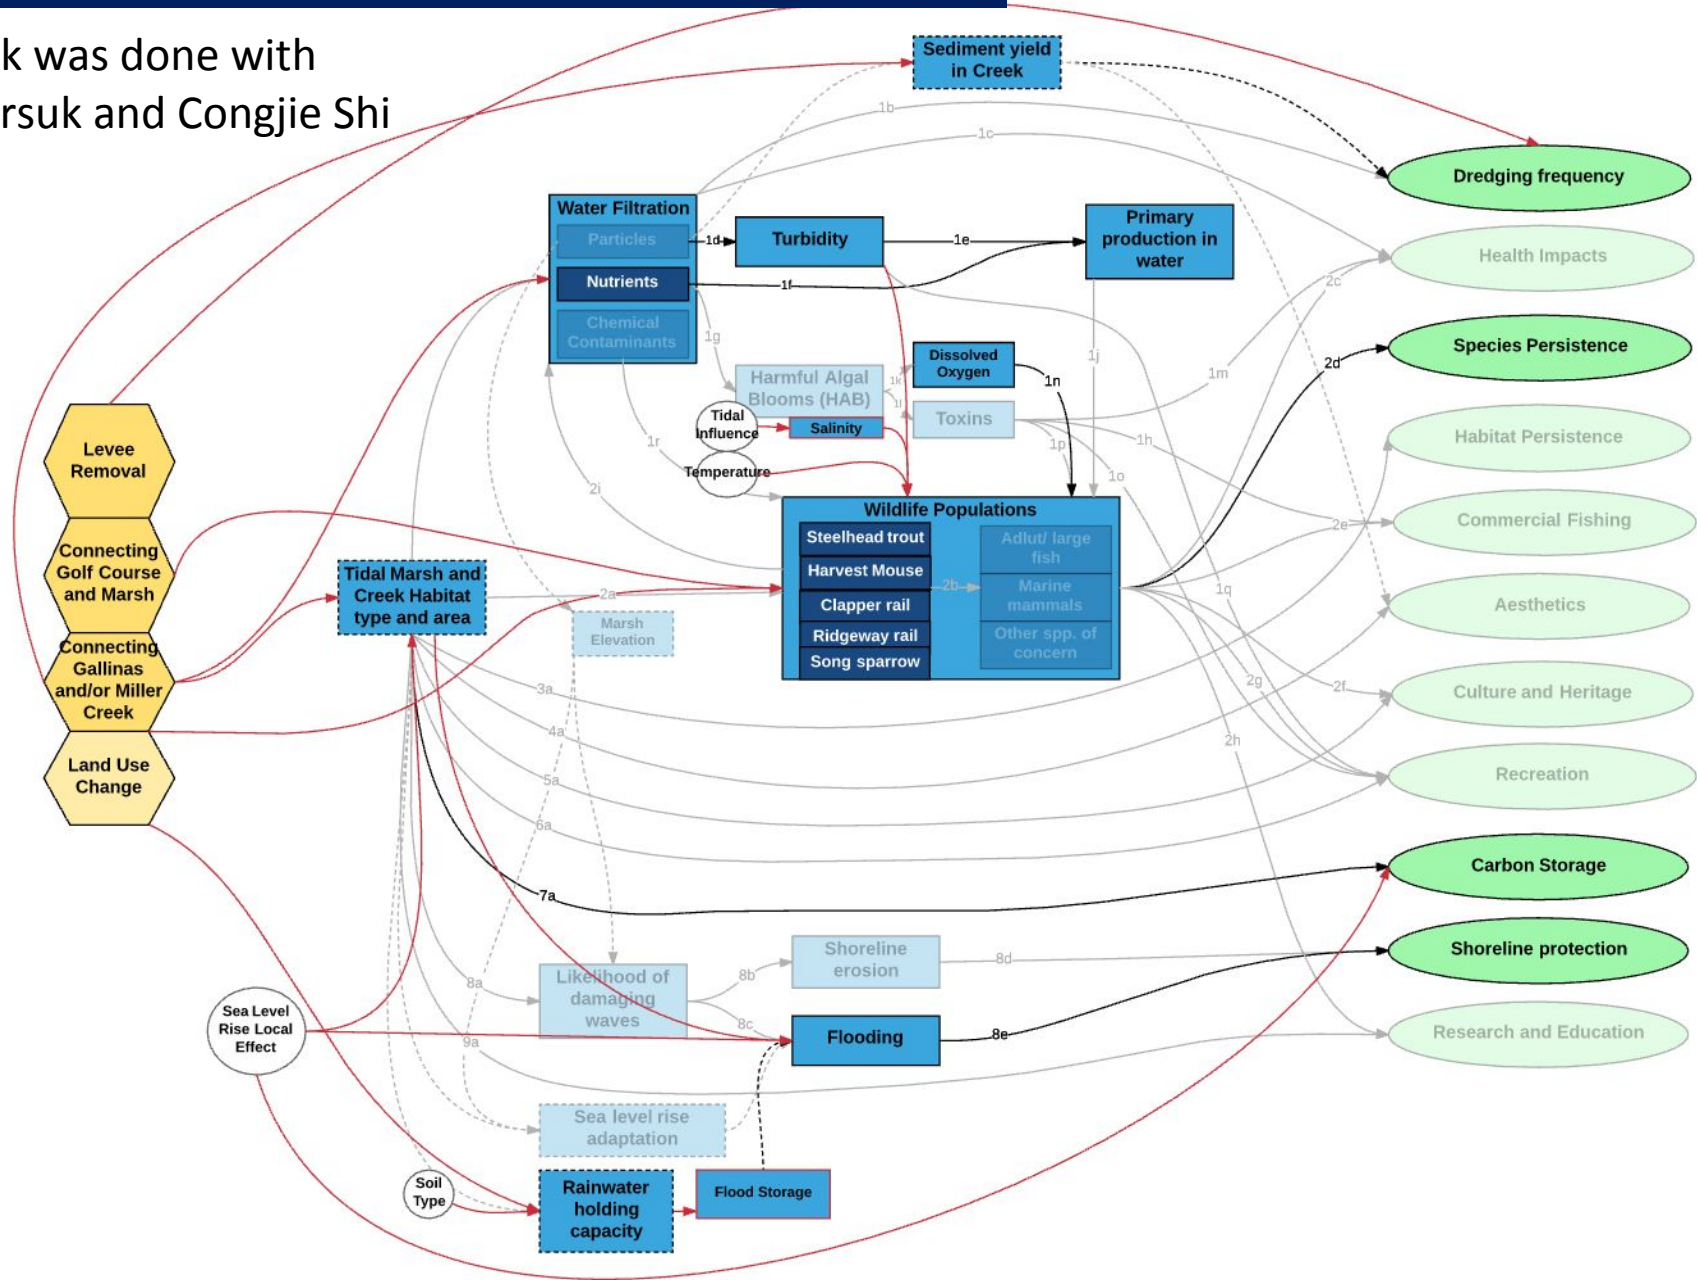 k was done with
rsuk and Congjie Shi
Sediment yield
in Creek
1b
1c
Dredging frequency
Water Filtration
Particles
Nutrients
Chemical
Contaminants
1d
Turbidity
1e
1f
Primary
production in
water
Health Impacts
2c
1g
1j
Species Persistence
2d
Dissolved
Oxygen
1n
Harmful Algal
Blooms (HAB)
1k
1l
1m
Toxins
Tidal
Influence
Salinity
Temperature
1r
1p
1h
1o
2i
Habitat Persistence
Commercial Fishing
2e
Levee
Removal
Connecting
Golf Course
and Marsh
Connecting
Gallinas
and/or Miller
Creek
Land Use
Change
Tidal Marsh and
Creek Habitat
type and area
2a
Marsh
Elevation
Wildlife Populations
Steelhead trout
Harvest Mouse
Clapper rail
Ridgeway rail
Song sparrow
2b
Adlut/ large
fish
Marine
mammals
Other spp. of
concern
1q
Aesthetics
2g
2f
Culture and Heritage
2h
Recreation
3a
4a
5a
6a
7a
Carbon Storage
8a
Likelihood of
damaging
waves
8b
8c
Shoreline
erosion
8d
Shoreline protection
Flooding
8e
Research and Education
Sea Level
Rise Local
Effect
9a
Sea level rise
adaptation
Soil
Type
Rainwater
holding
capacity
Flood Storage